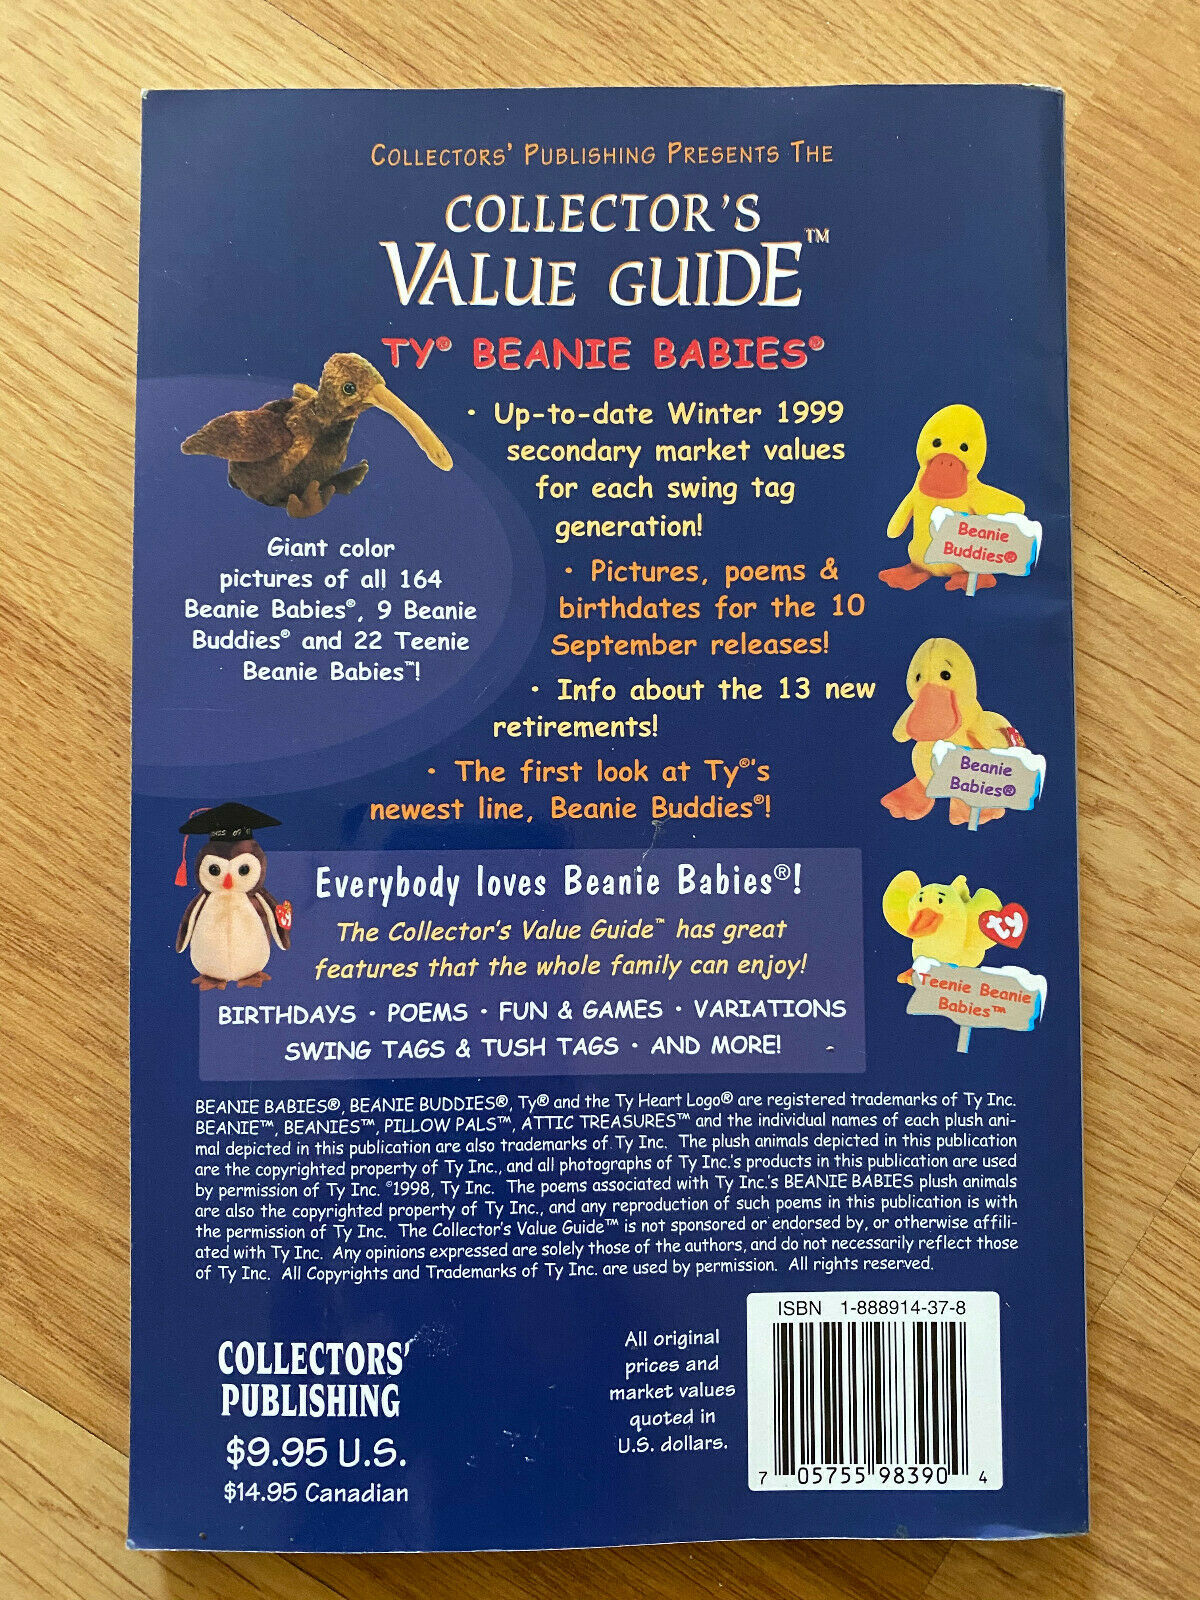 COLLECTORS' PUBLISHING PRESENTS THE
COLLECTOR'S
VALUE GUIDE™
TY® BEANIE BABIES®
• Up-to-date Winter 1999
secondary market values
for each swing tag
generation!
• Pictures, poems &
birthdates for the 10
September releases!
• Info about the 13 new
retirements!
• The first look at Ty®'s
newest line, Beanie Buddies®!
Giant color
pictures of all 164
Beanie Babies®, 9 Beanie
Buddies® and 22 Teenie
Beanie Babies™!
Beanie
Buddies®
Beanie
Babies®
ty
Teenie Beanie
Babies™
Everybody loves Beanie Babies®!
The Collector's Value Guide™ has great
features that the whole family can enjoy!
BIRTHDAYS • POEMS • FUN & GAMES • VARIATIONS
SWING TAGS & TUSH TAGS • AND MORE!
BEANIE BABIES®, BEANIE BUDDIES®, Ty® and the Ty Heart Logo® are registered trademarks of Ty Inc.
BEANIE™, BEANIES™, PILLOW PALS™, ATTIC TREASURES™ and the individual names of each plush ani-
mal depicted in this publication are also trademarks of Ty Inc. The plush animals depicted in this publication
are the copyrighted property of Ty Inc., and all photographs of Ty Inc.'s products in this publication are used
by permission of Ty Inc. ©1998, Ty Inc. The poems associated with Ty Inc.'s BEANIE BABIES plush animals
are also the copyrighted property of Ty Inc., and any reproduction of such poems in this publication is with
the permission of Ty Inc. The Collector's Value Guide™ is not sponsored or endorsed by, or otherwise affili-
ated with Ty Inc. Any opinions expressed are solely those of the authors, and do not necessarily reflect those
of Ty Inc. All Copyrights and Trademarks of Ty Inc. are used by permission. All rights reserved.
COLLECTORS'
PUBLISHING
$9.95 U.S.
$14.95 Canadian
All original
prices and
market values
quoted in
U.S. dollars.
ISBN 1-888914-37-8
7 05755 98390 4